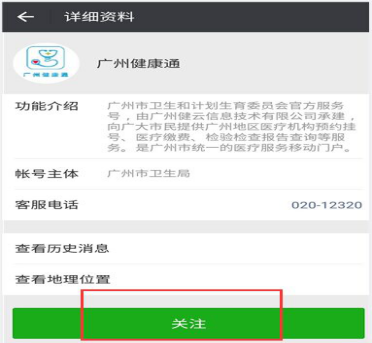 ← 详细资料
广州健康通
广州健康通
功能介绍 广州市卫生和计划生育委员会官方服务
号，由广州健云信息技术有限公司承建，
向广大市民提供广州地区医疗机构预约挂
号、医疗缴费、检验检查报告查询等服
务。是广州市统一的医疗服务移动门户。
帐号主体 广州市卫生局
客服电话 020-12320
查看历史消息
查看地理位置
关注